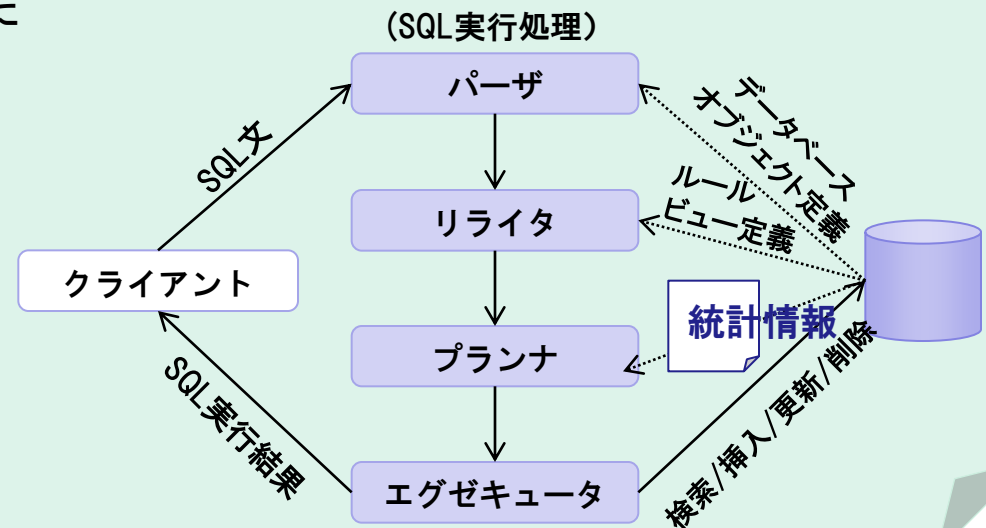 (SQL実行処理)
パーザ
SQL文
データベース
オブジェクト定義
ルール
ビュー定義
リライタ
クライアント
統計情報
プランナ
SQL実行結果
検索/挿入/更新/削除
エグゼキュータ